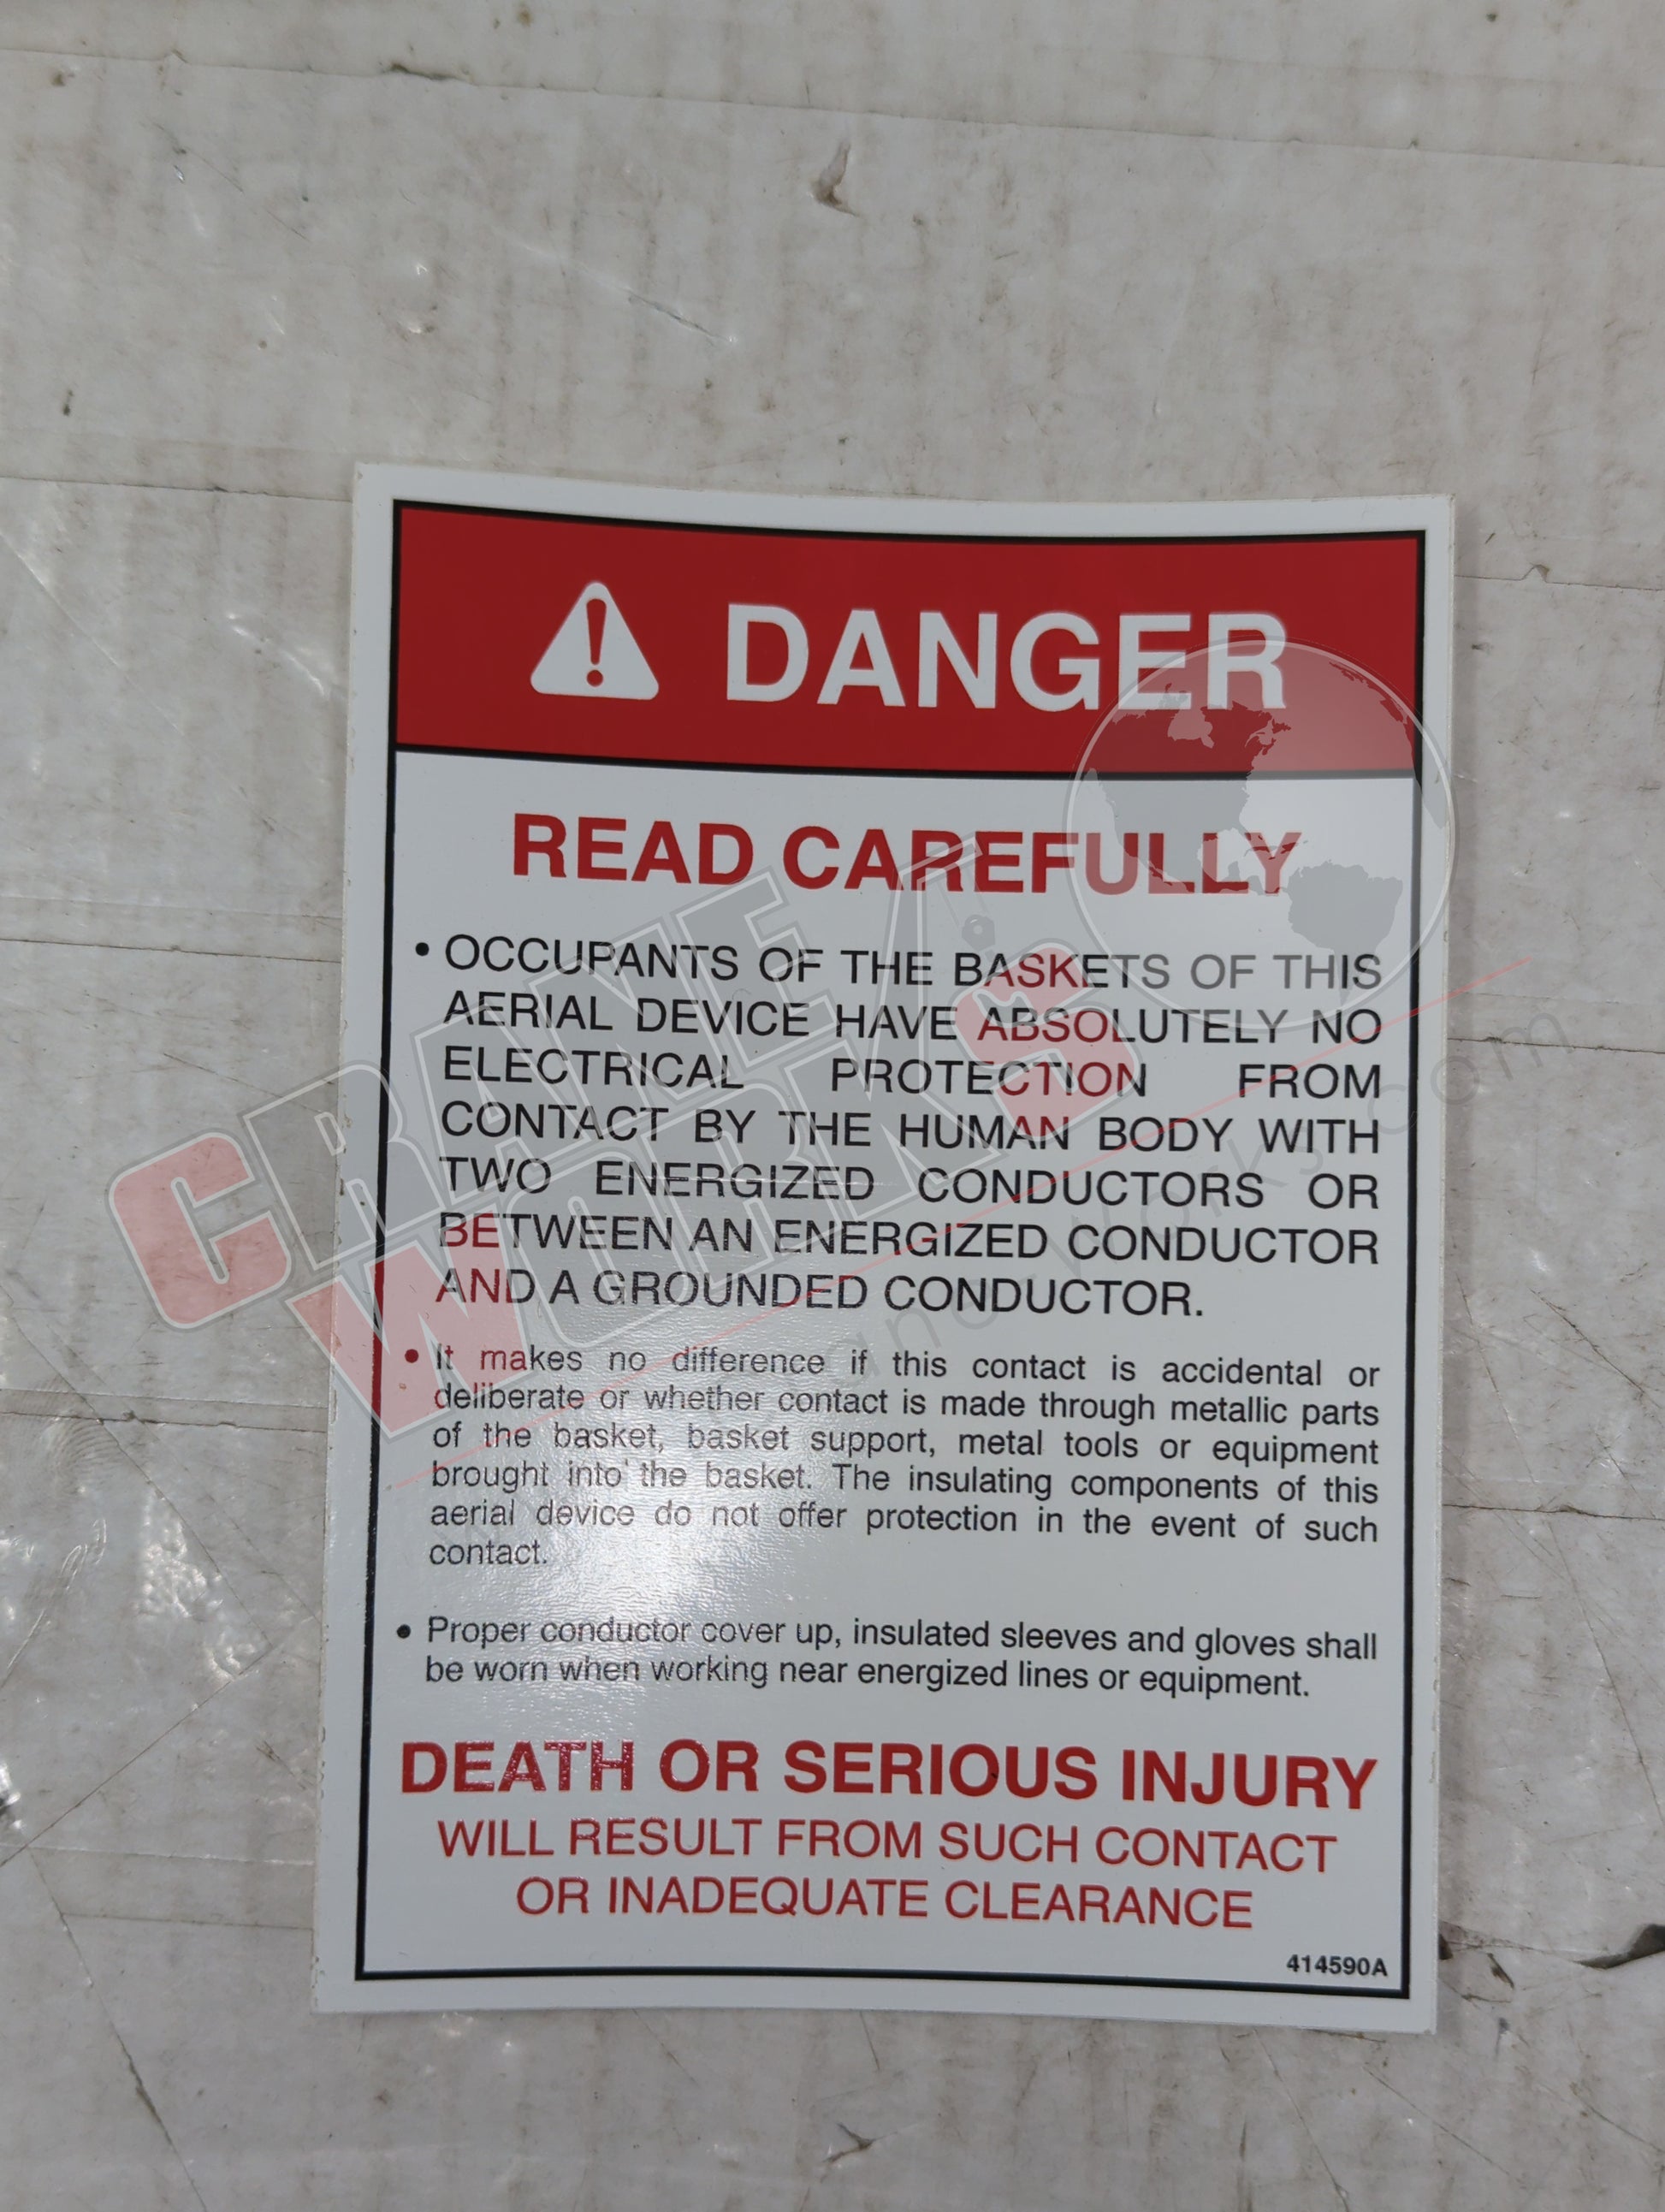 DANGER
READ CAREFULLY
• OCCUPANTS OF THE BASKETS OF THIS
AERIAL DEVICE HAVE ABSOLUTELY NO
ELECTRICAL PROTECTION FROM
CONTACT BY THE HUMAN BODY WITH
TWO ENERGIZED CONDUCTORS OR
BETWEEN AN ENERGIZED CONDUCTOR
AND A GROUNDED CONDUCTOR.
• It makes no difference if this contact is accidental or
deliberate or whether contact is made through metallic parts
of the basket, basket support, metal tools or equipment
brought into the basket. The insulating components of this
aerial device do not offer protection in the event of such
contact.
• Proper conductor cover up, insulated sleeves and gloves shall
be worn when working near energized lines or equipment.
DEATH OR SERIOUS INJURY
WILL RESULT FROM SUCH CONTACT
OR INADEQUATE CLEARANCE
414590A
CRANE
WORKS